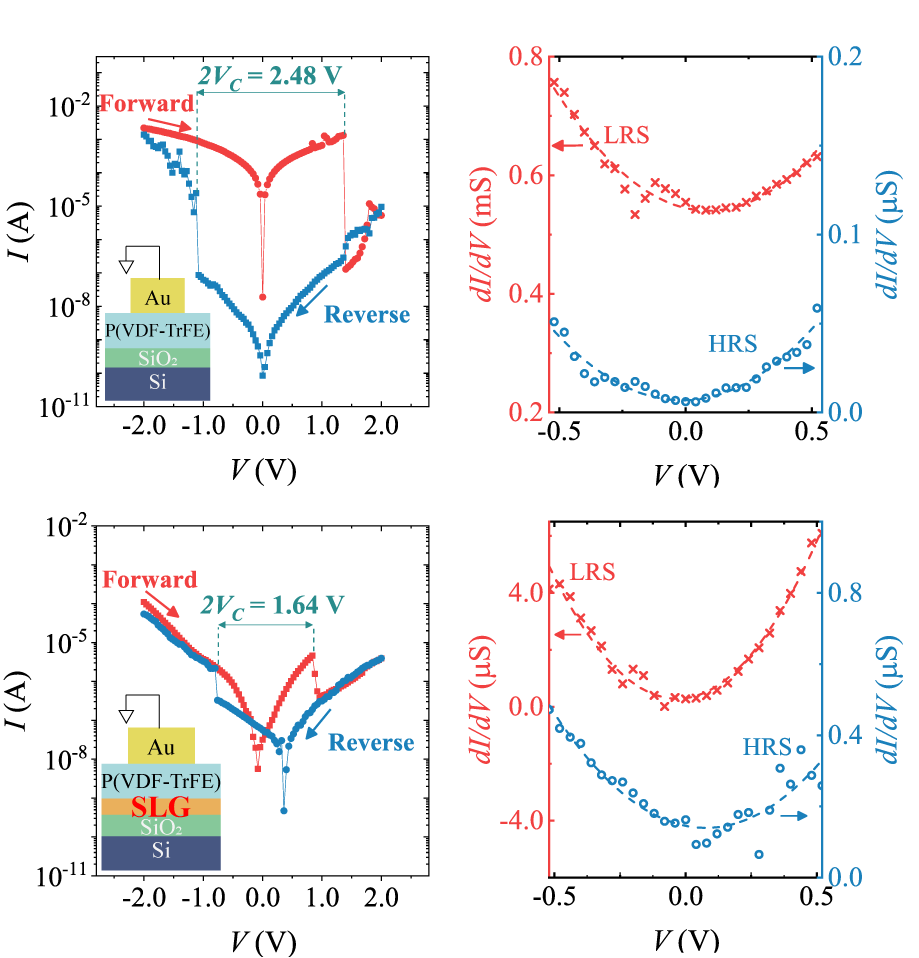 2V_C = 2.48 V
Forward
Reverse
10⁻²
10⁻⁵
10⁻⁸
10⁻¹¹
I (A)
-2.0 -1.0 0.0 1.0 2.0
V (V)
Au
P(VDF-TrFE)
SiO₂
Si
0.8
0.6
0.4
0.2
dI/dV (mS)
LRS
HRS
0.2
0.1
0.0
dI/dV (μS)
-0.5 0.0 0.5
V (V)
10⁻²
10⁻⁵
10⁻⁸
10⁻¹¹
I (A)
Forward
2V_C = 1.64 V
Reverse
Au
P(VDF-TrFE)
SLG
SiO₂
Si
-2.0 -1.0 0.0 1.0 2.0
V (V)
4.0
0.0
-4.0
dI/dV (μS)
LRS
HRS
0.8
0.4
0.0
dI/dV (μS)
-0.5 0.0 0.5
V (V)